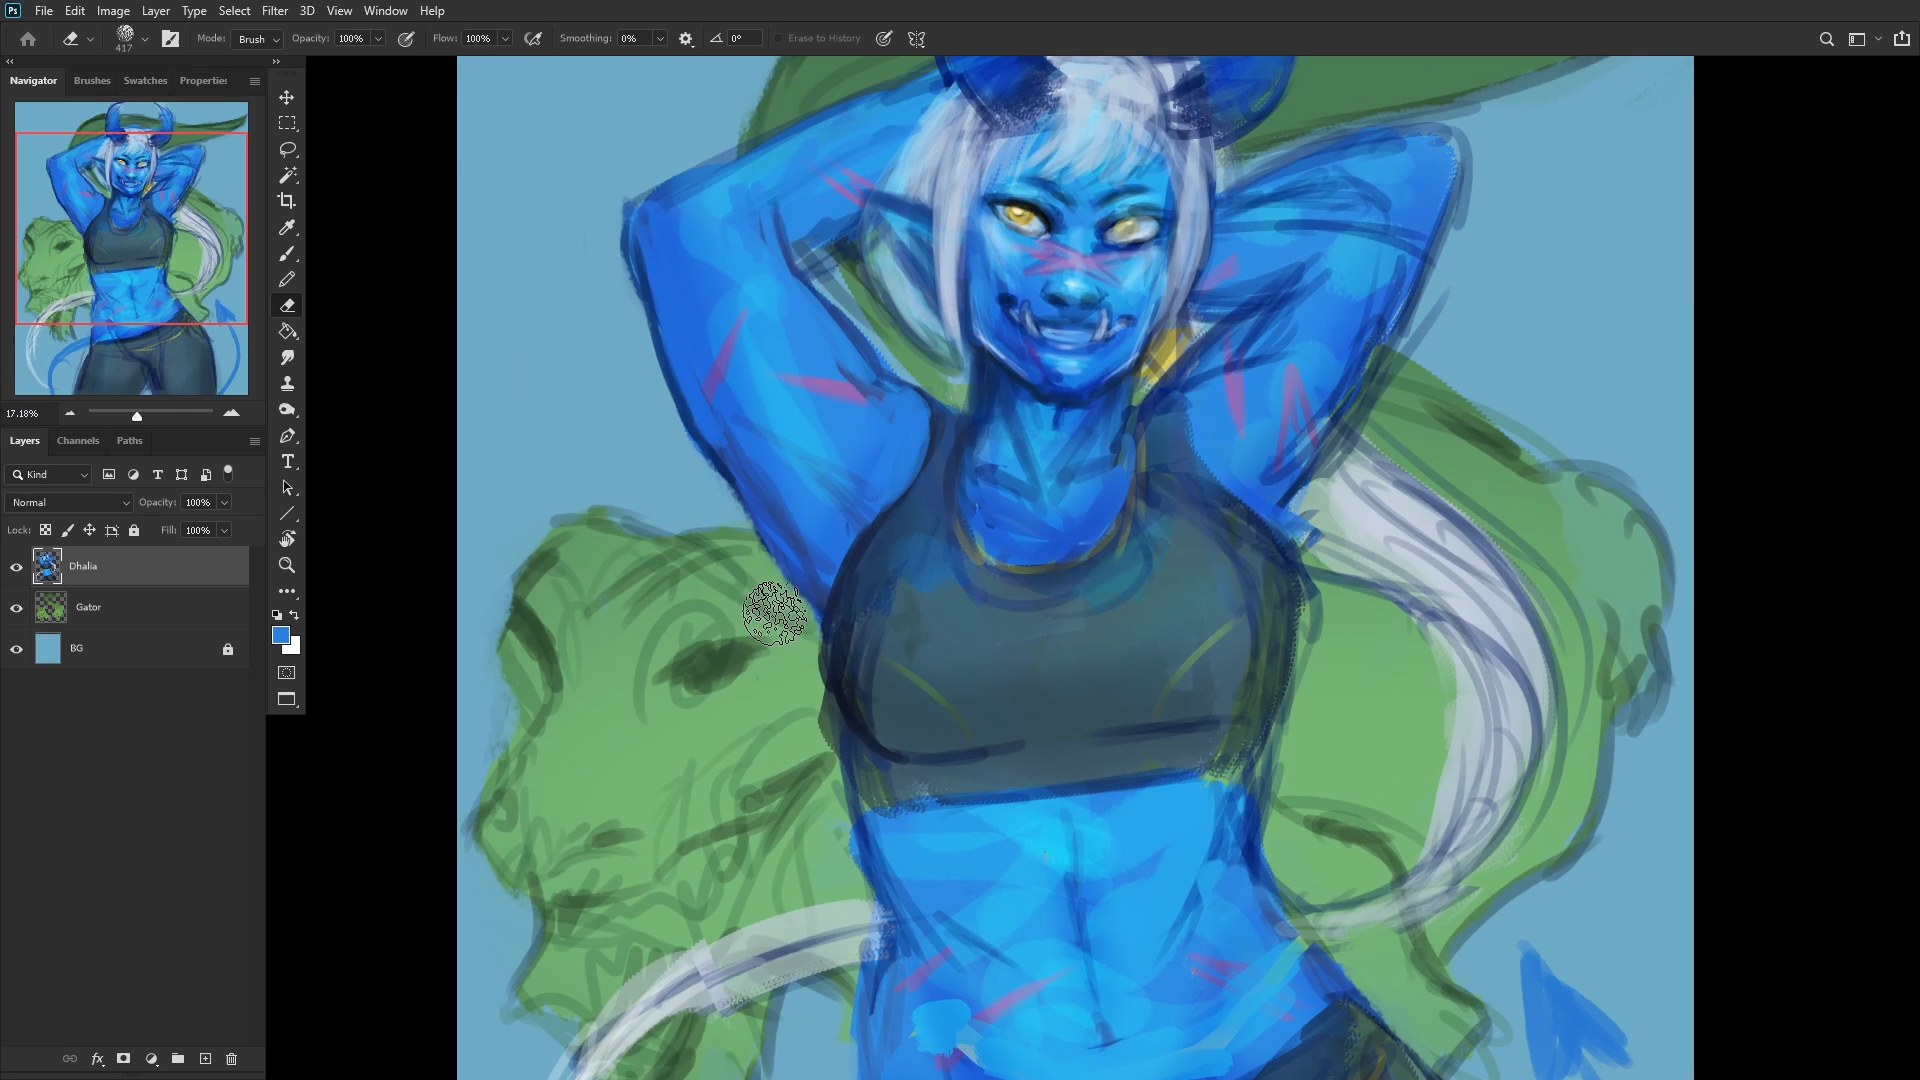 Ps File Edit Image Layer Type Select Filter 3D View Window Help
417 Mode: Brush Opacity: 100% Flow: 100% Smoothing: 0% 0° Erase to History
Navigator Brushes Swatches Properties
17.18%
Layers Channels Paths
Kind
Normal Opacity: 100%
Lock: Fill: 100%
Dhalia
Gator
BG
fx